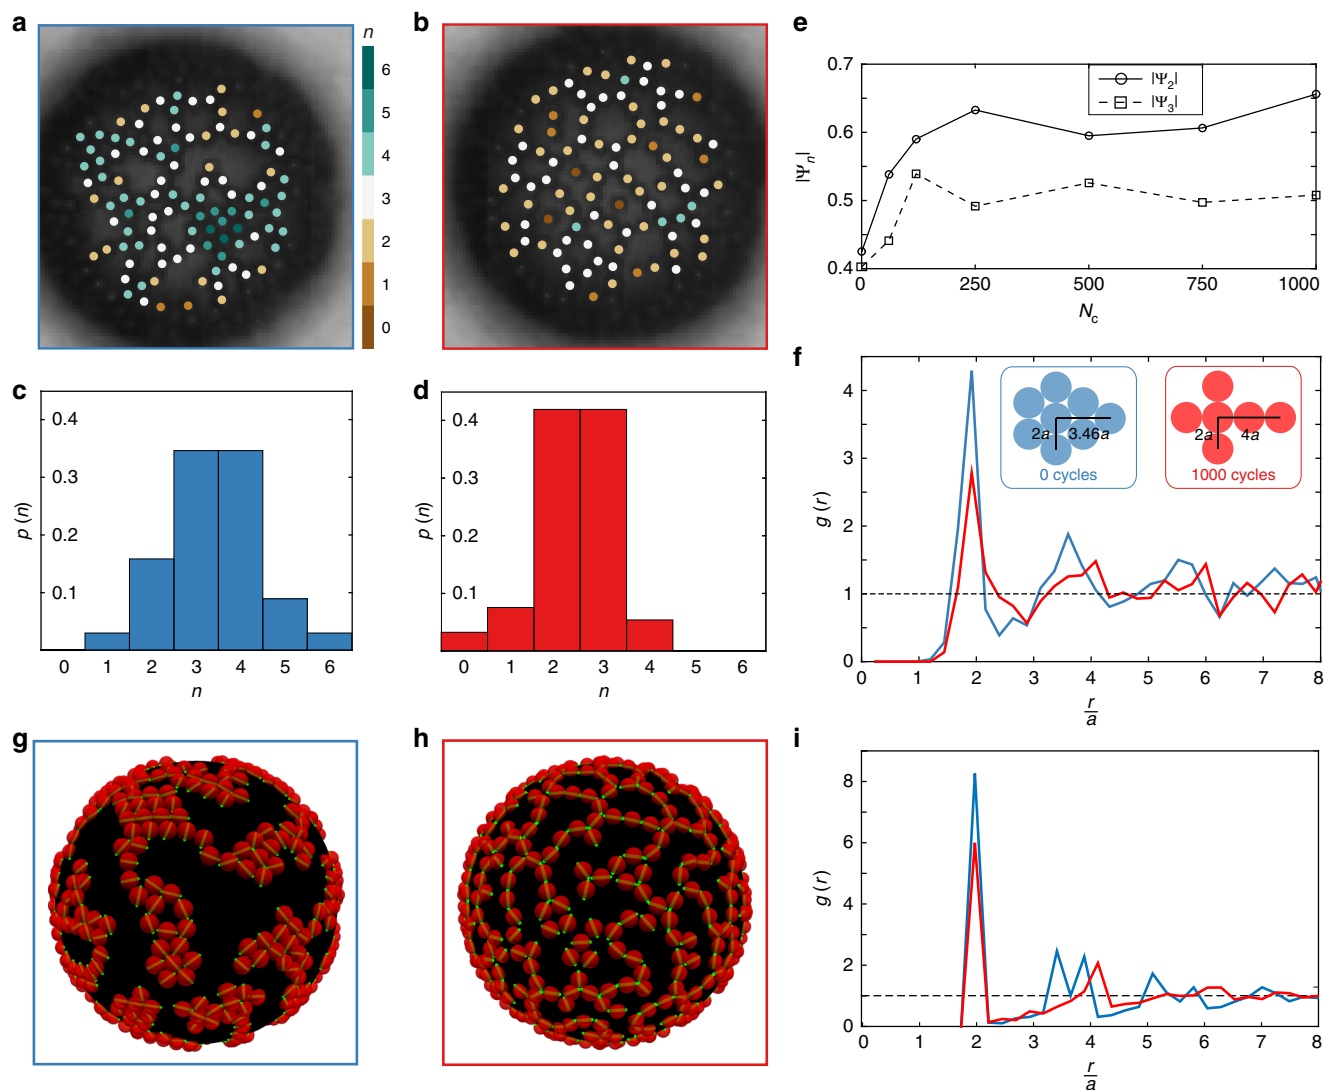 a
n
6
5
4
3
2
1
0
b
e
0.7
0.6
0.5
0.4
|Ψn|
|Ψ2|
|Ψ3|
0 250 500 750 1000
Nc
c
0.4
0.3
0.2
0.1
p (n)
0 1 2 3 4 5 6
n
d
0.4
0.3
0.2
0.1
p (n)
0 1 2 3 4 5 6
n
f
4
3
2
1
0
g (r)
2a 3.46a
0 cycles
2a 4a
1000 cycles
0 1 2 3 4 5 6 7 8
r
a
g
h
i
8
6
4
2
0
g (r)
0 1 2 3 4 5 6 7 8
r
a